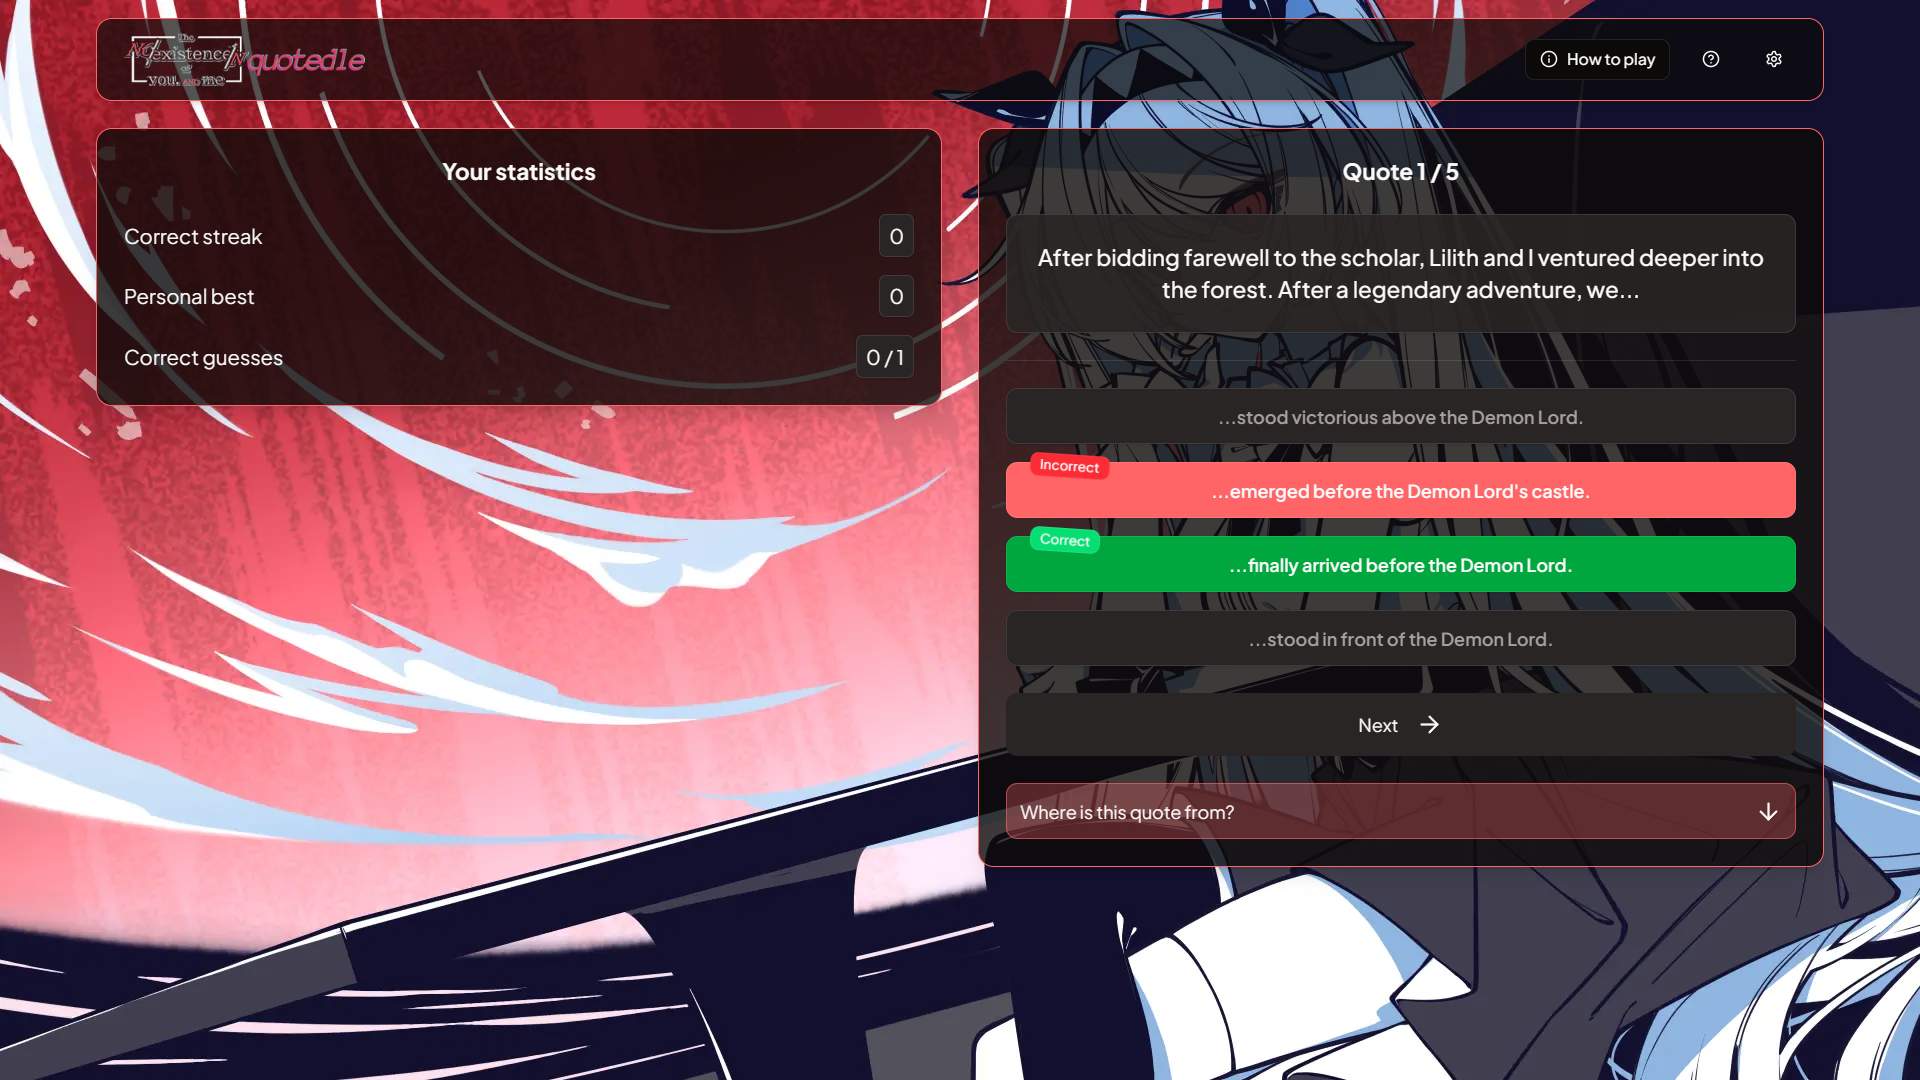 The
NO existence N
of
you, AND me
quotedle
How to play
Your statistics
Correct streak
0
Personal best
0
Correct guesses
0 / 1
Quote 1 / 5
After bidding farewell to the scholar, Lilith and I ventured deeper into
the forest. After a legendary adventure, we...
...stood victorious above the Demon Lord.
Incorrect
...emerged before the Demon Lord's castle.
Correct
...finally arrived before the Demon Lord.
...stood in front of the Demon Lord.
Next
Where is this quote from?